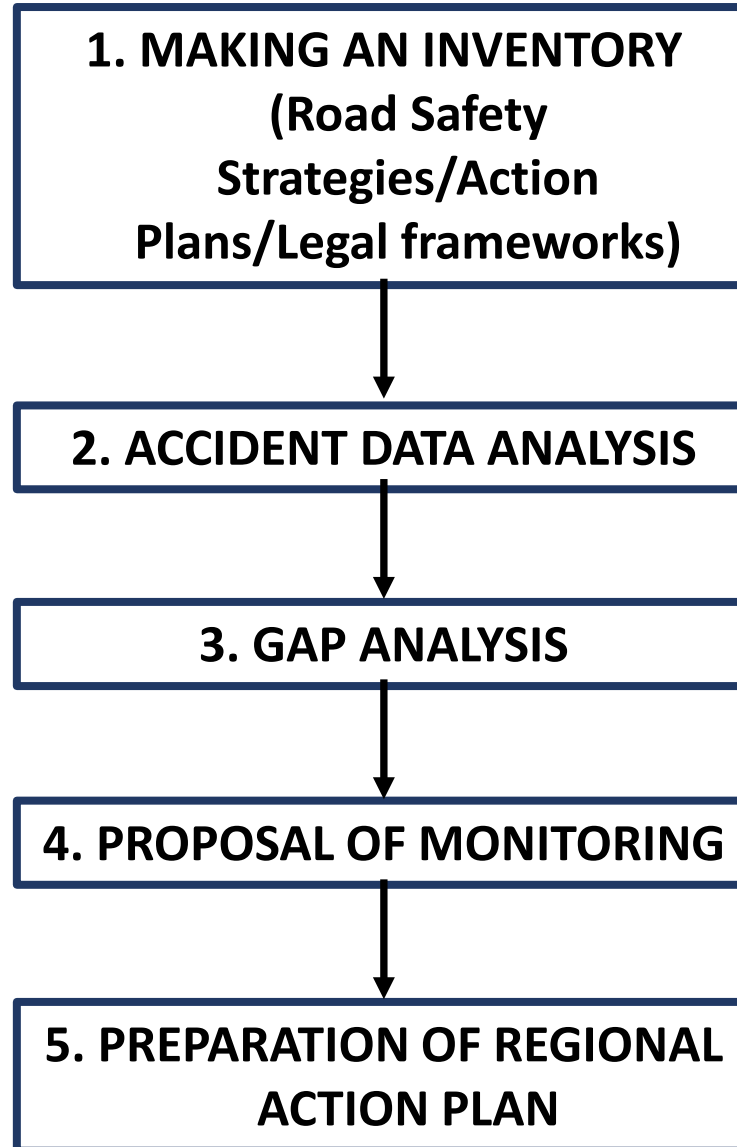 1. MAKING AN INVENTORY
(Road Safety
Strategies/Action
Plans/Legal frameworks)
2. ACCIDENT DATA ANALYSIS
3. GAP ANALYSIS
4. PROPOSAL OF MONITORING
5. PREPARATION OF REGIONAL
ACTION PLAN